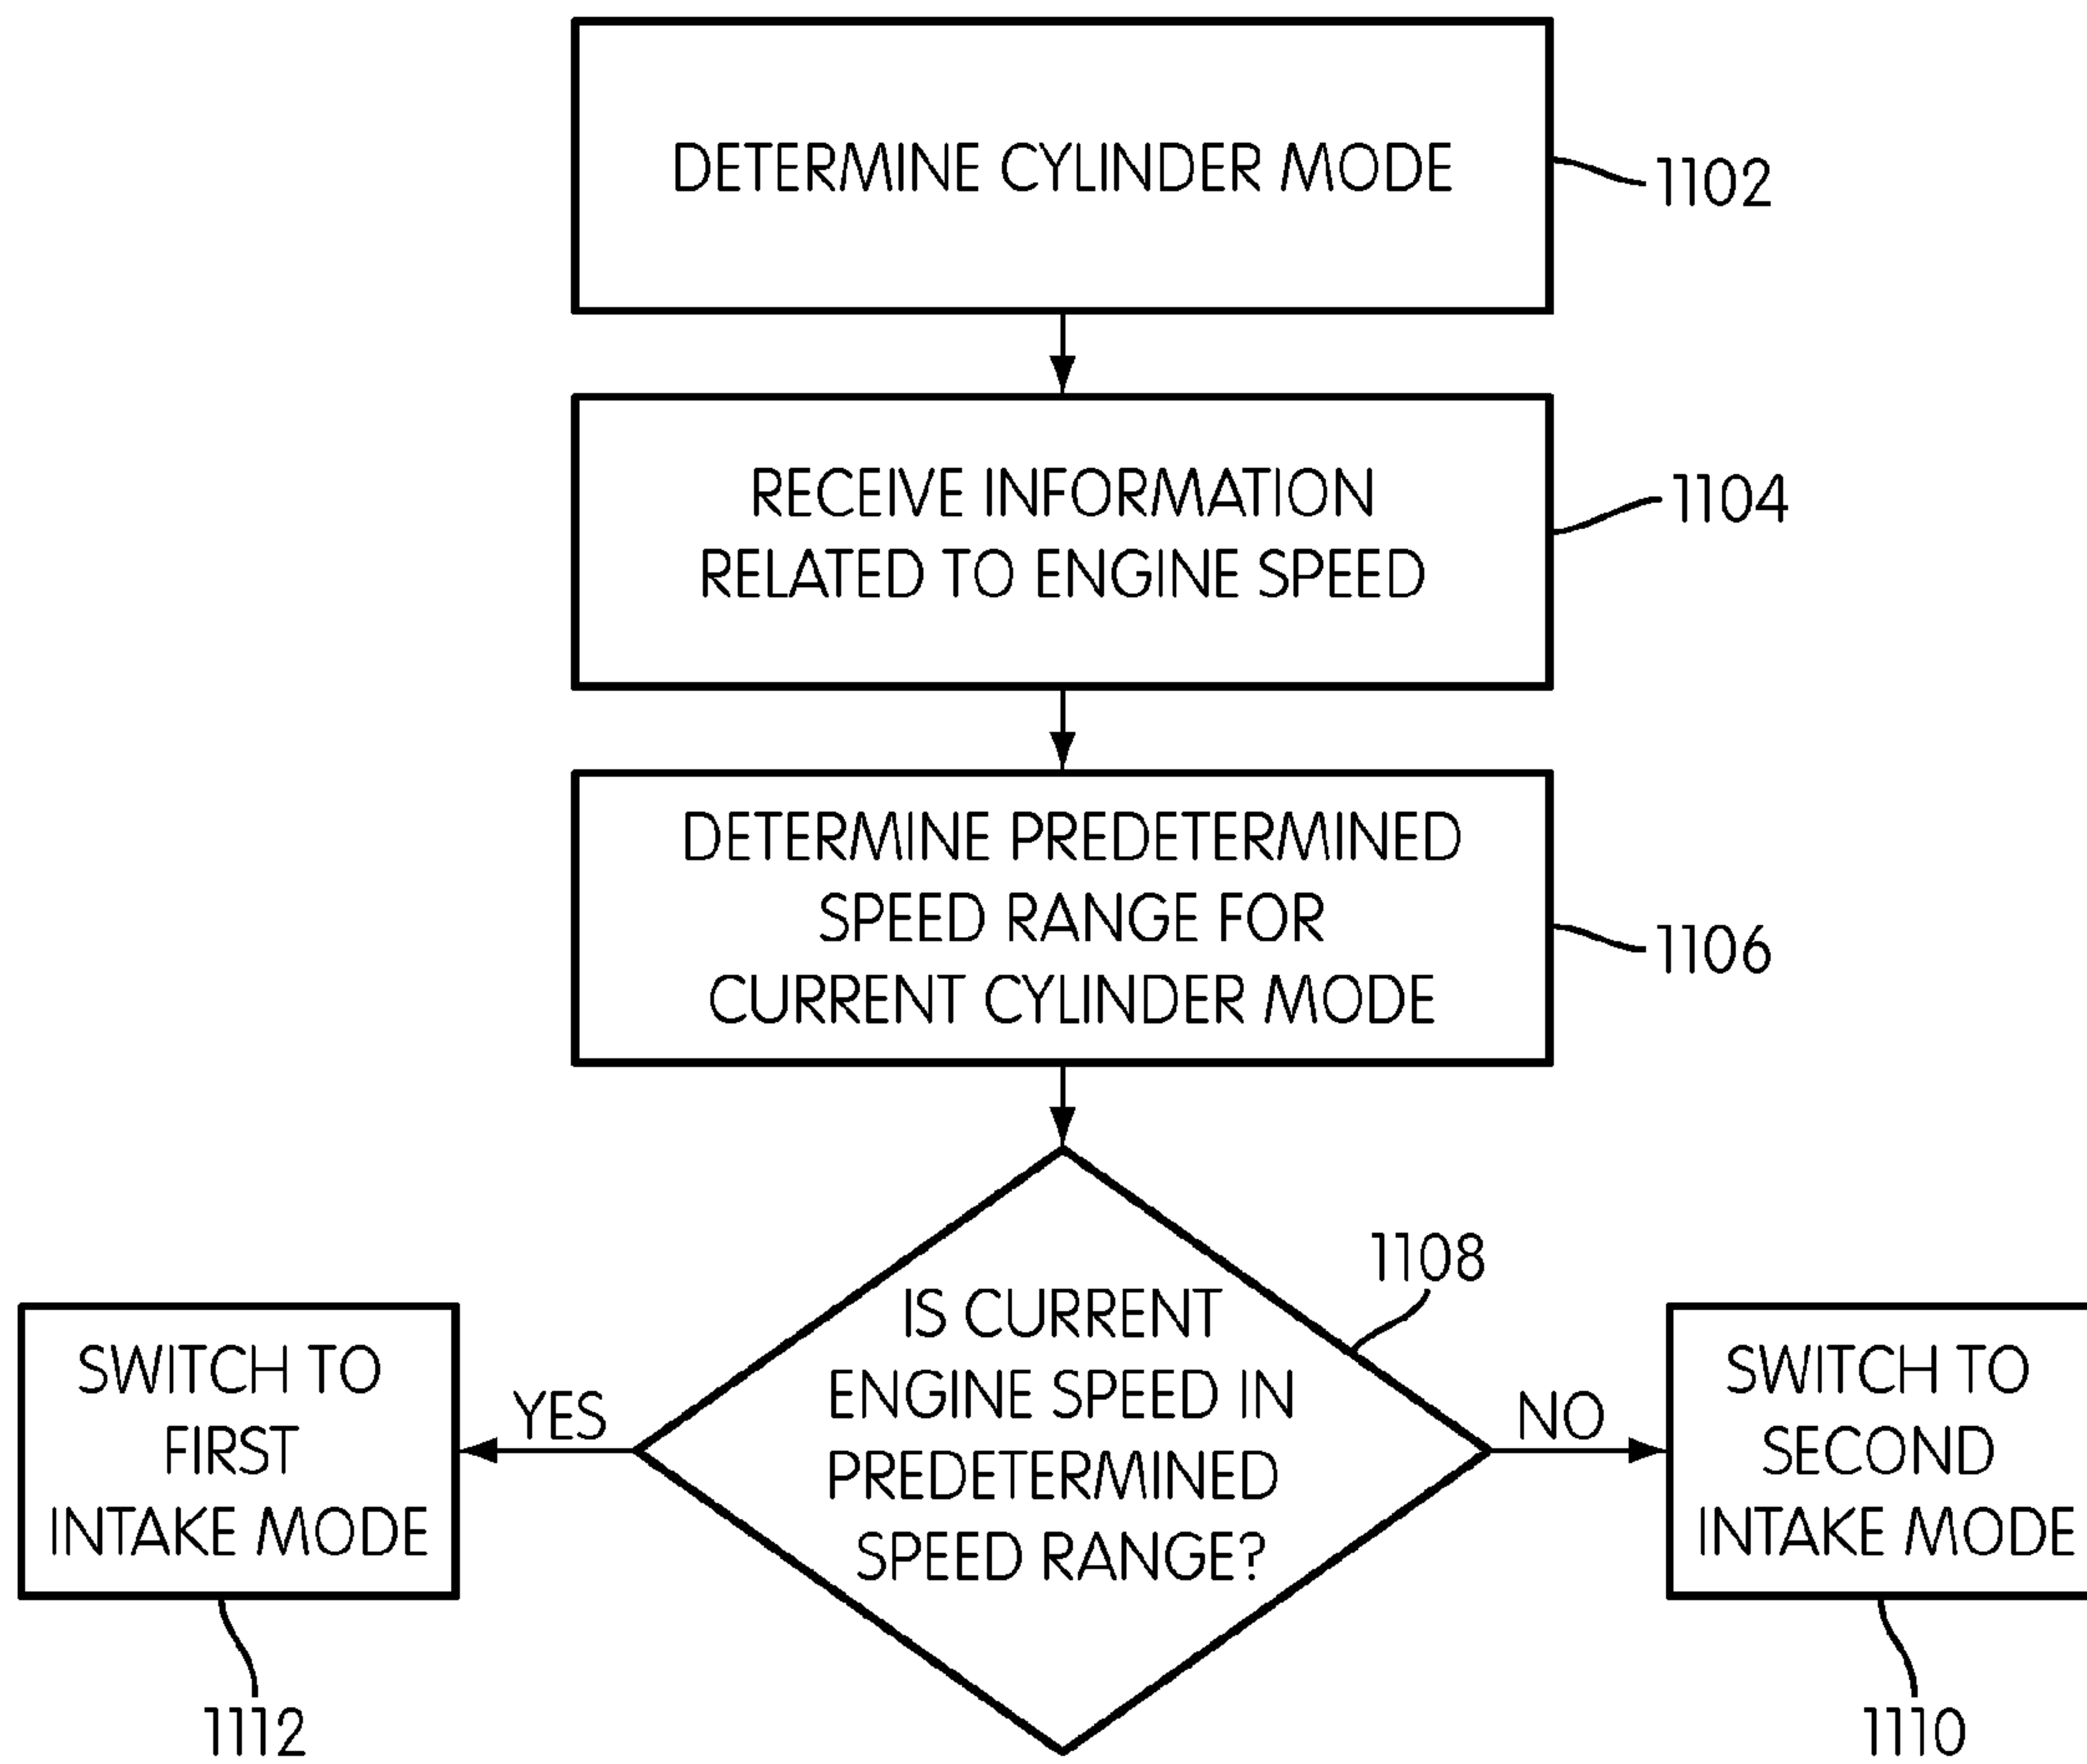 DETERMINE CYLINDER MODE
1102
RECEIVE INFORMATION
RELATED TO ENGINE SPEED
1104
DETERMINE PREDETERMINED
SPEED RANGE FOR
CURRENT CYLINDER MODE
1106
IS CURRENT
ENGINE SPEED IN
PREDETERMINED
SPEED RANGE?
1108
YES
SWITCH TO
FIRST
INTAKE MODE
1112
NO
SWITCH TO
SECOND
INTAKE MODE
1110